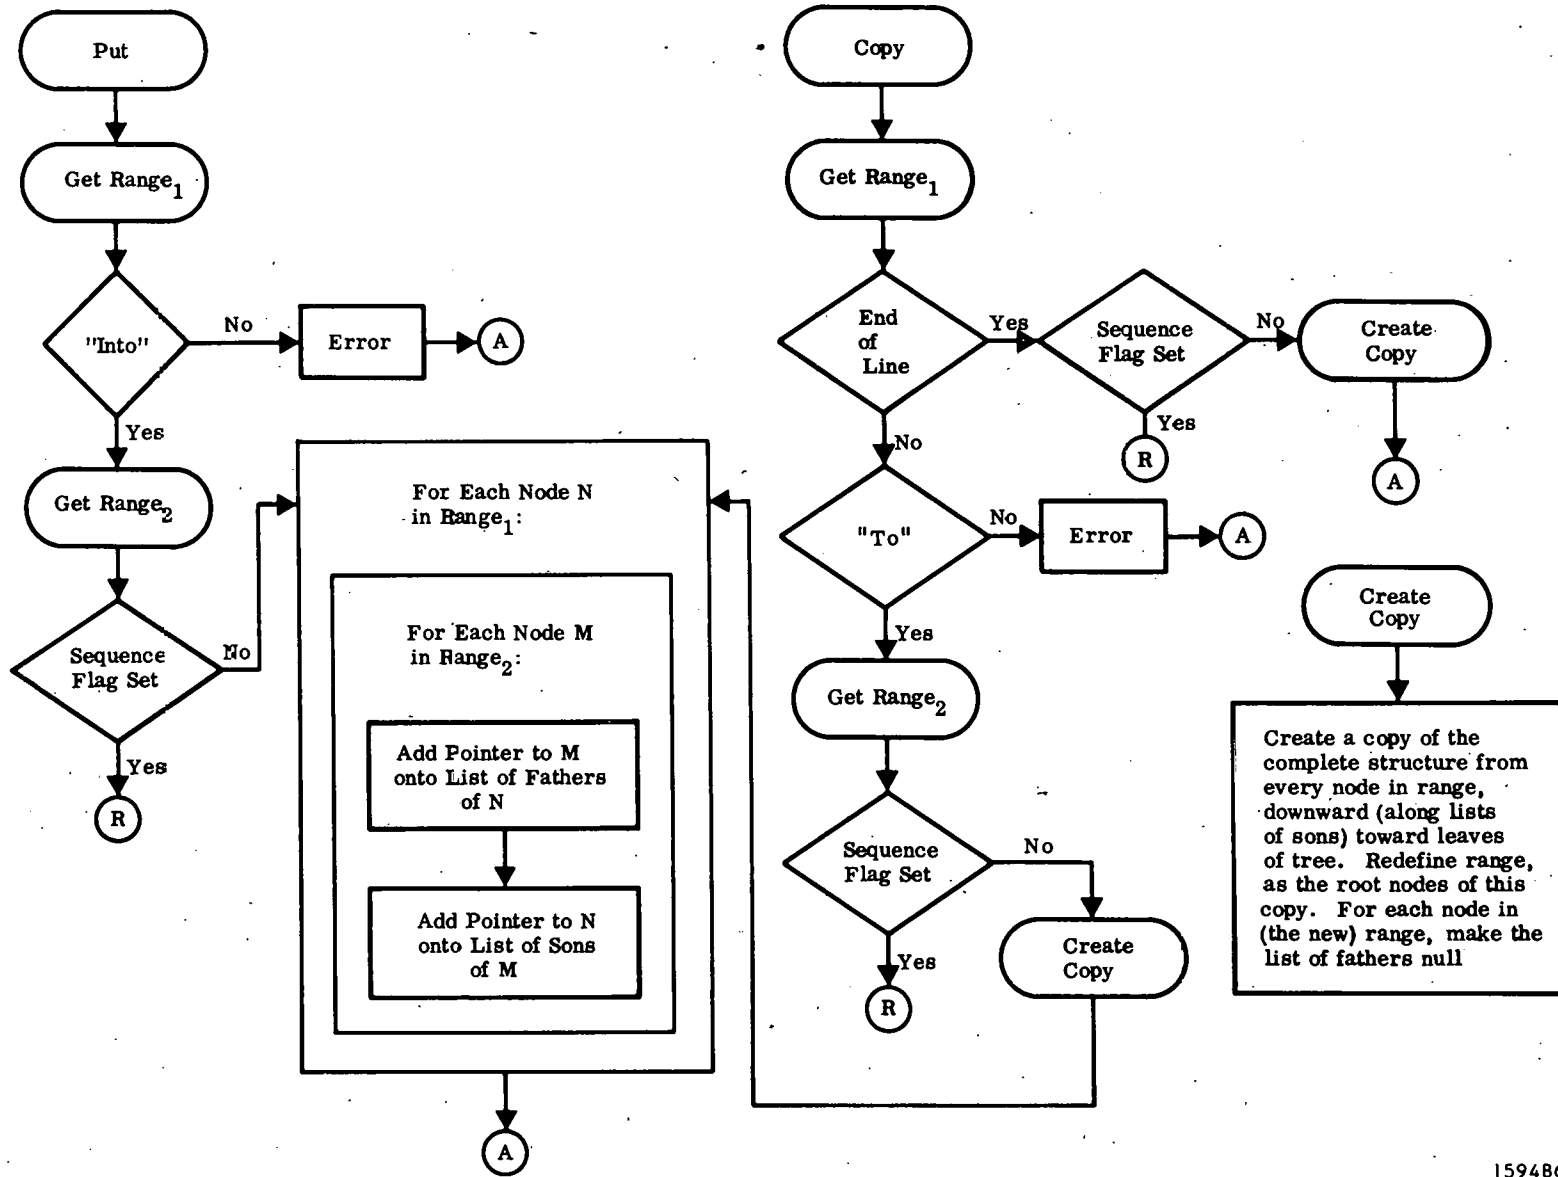 Put
Get Range1
"Into"
No
Error
A
Yes
Get Range2
Sequence
Flag Set
No
Yes
R
For Each Node N
in Range1:
For Each Node M
in Range2:
Add Pointer to M
onto List of Fathers
of N
Add Pointer to N
onto List of Sons
of M
A
Copy
Get Range1
End
of
Line
Yes
Sequence
Flag Set
No
Create
Copy
A
Yes
R
No
"To"
No
Error
A
Yes
Get Range2
Sequence
Flag Set
No
Create
Copy
Yes
R
Create
Copy
Create a copy of the
complete structure from
every node in range,
downward (along lists
of sons) toward leaves
of tree. Redefine range,
as the root nodes of this
copy. For each node in
(the new) range, make the
list of fathers null